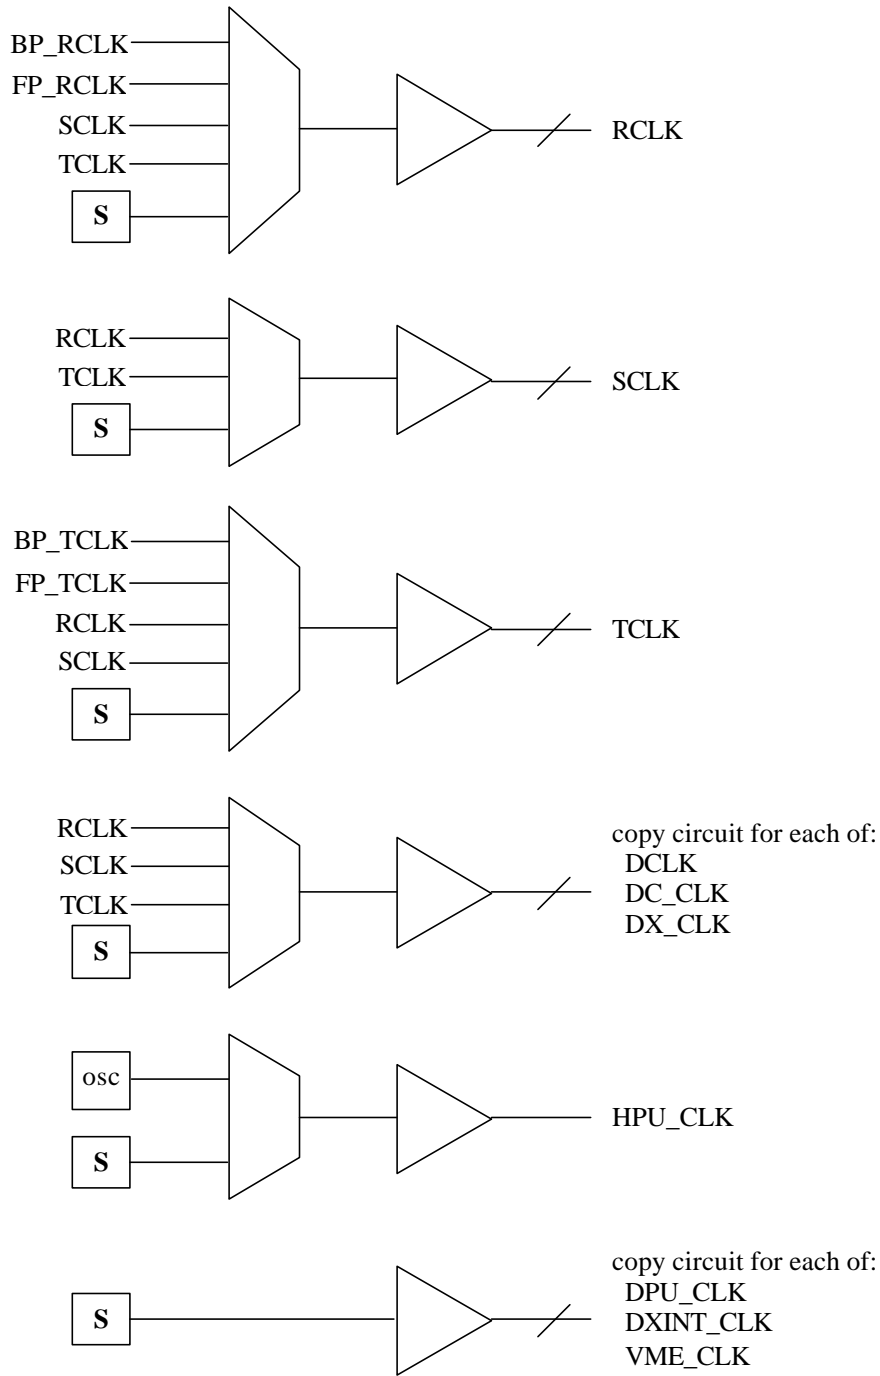 BP_RCLK
FP_RCLK
SCLK
TCLK
S
RCLK
RCLK
TCLK
S
SCLK
BP_TCLK
FP_TCLK
RCLK
SCLK
S
TCLK
RCLK
SCLK
TCLK
S
copy circuit for each of:
DCLK
DC_CLK
DX_CLK
osc
S
HPU_CLK
S
copy circuit for each of:
DPU_CLK
DXINT_CLK
VME_CLK